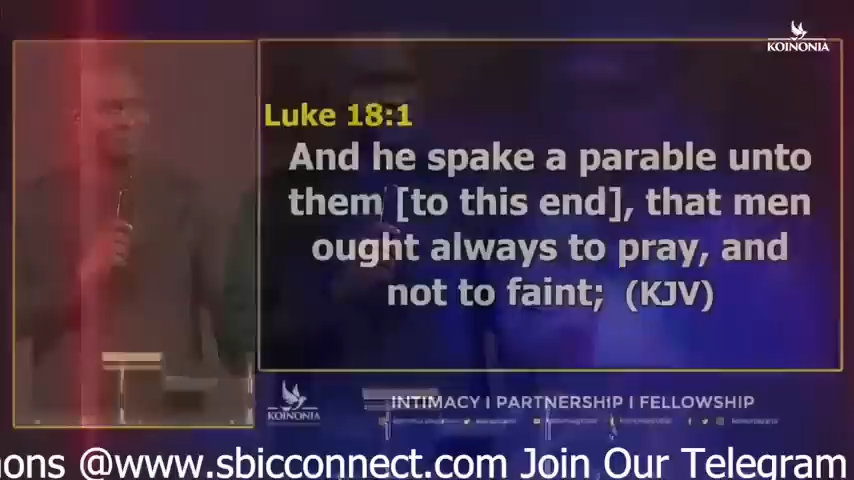 KOINONIA
Luke 18:1
And he spake a parable unto
them [to this end], that men
ought always to pray, and
not to faint; (KJV)
KOINONIA
INTIMACY I PARTNERSHIP I FELLOWSHIP
ons @www.sbicconnect.com Join Our Telegram